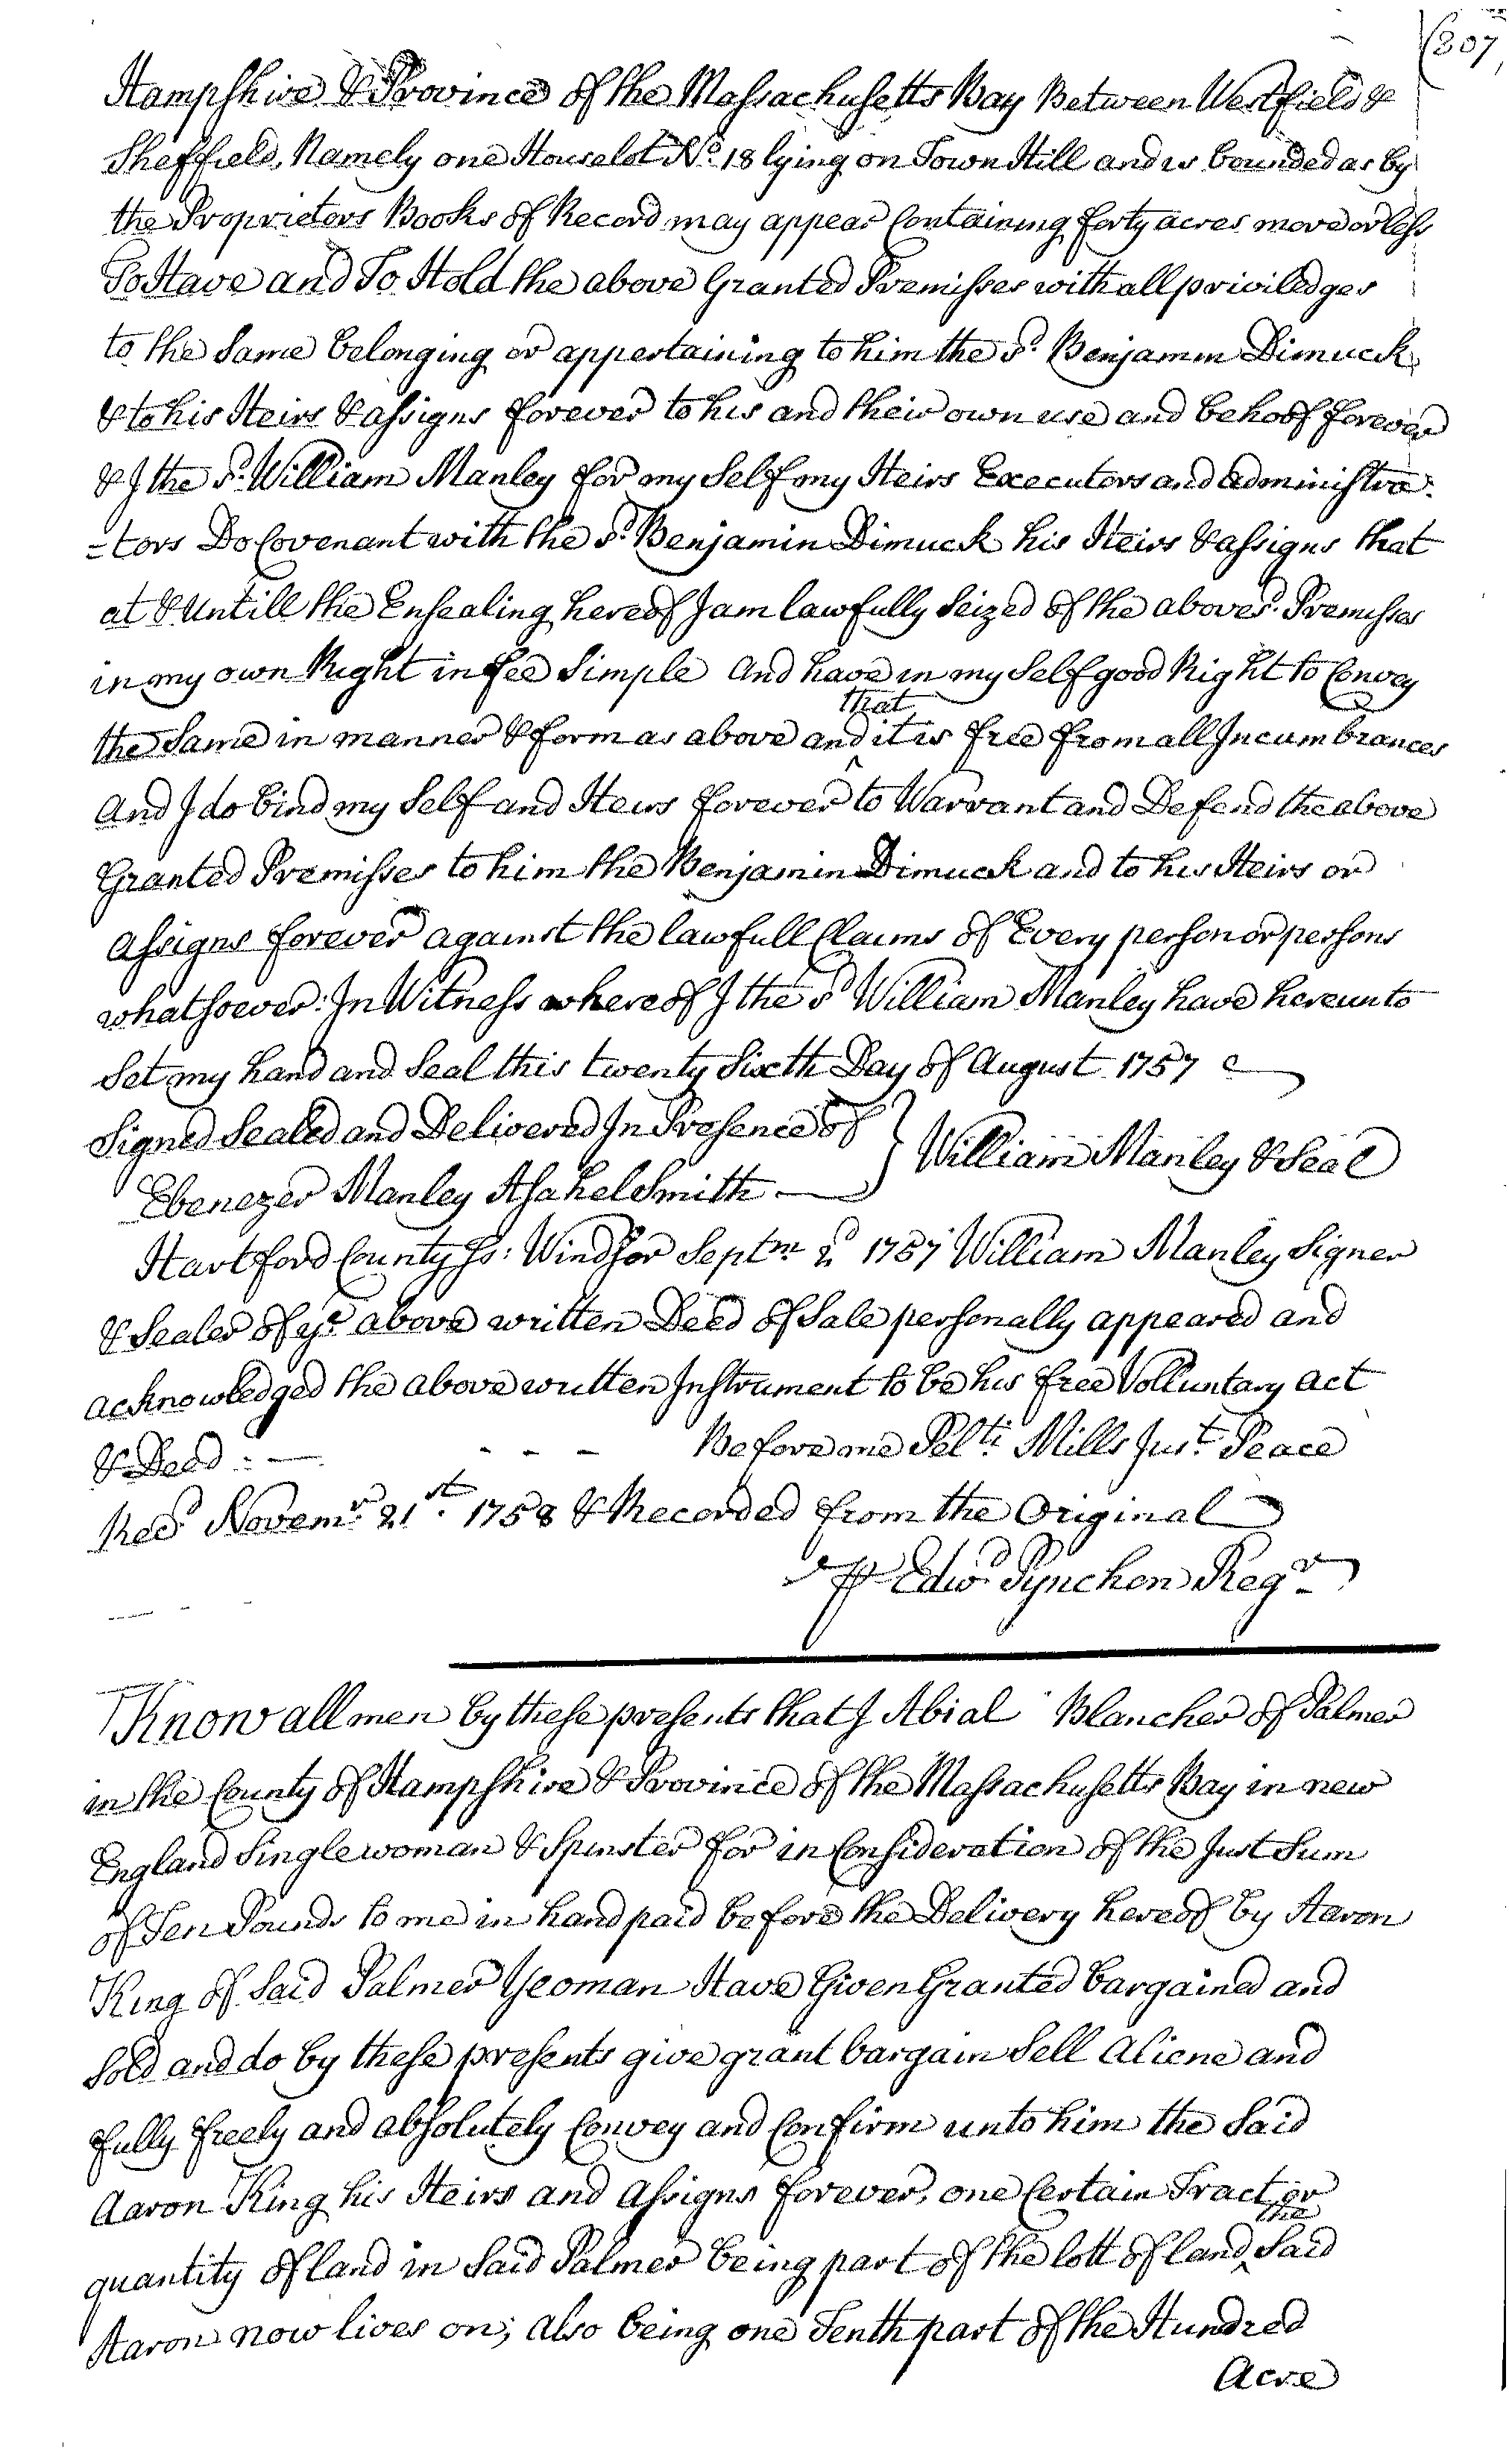 (307
Hampshire & Province of the Massachusetts Bay Between Westfield &
Sheffield, Namely one Houselot No. 18 lying on Town Hill and is bounded as by
the Proprietors Books of Record may appear Containing forty acres more or less
To Have and To Hold the above Granted Premisses with all priviledges
to the Same belonging or appertaining to him the sd. Benjamin Dimuck
& to his Heirs & assigns forever to his and their own use and behoof forever
& I the sd. William Manley for my Self my Heirs Executors and administra-
=tors Do Covenant with the sd. Benjamin Dimuck his Heirs & assigns that
at & Untill the Ensealing hereof I am lawfully Seized of the abovesd. Premisses
in my own Right in fee Simple and have in my Self good Right to Convey
the Same in manner & form as above and that it is free from all Incumbrances
And I do bind my Self and Heirs forever to Warrant and Defend the above
Granted Premisses to him the Benjamin Dimuck and to his Heirs or
assigns forever against the lawfull Claims of Every person or persons
whatsoever: In Witness whereof I the sd William Manley have hereunto
Set my hand and Seal this twenty Sixth Day of August 1757
Signed Sealed and Delivered In Presence of } William Manley & Seal
Ebenezer Manley Asahel Smith
Hartford County Ss: Windsor Septm. 2d 1757 William Manley Signer
& Sealer of ye above written Deed of Sale personally appeared and
acknowledged the above written Instrument to be his free Volluntary act
& Deed : — - - - Before me Pelti. Mills Just. Peace
Recd. Novemr. 21st. 1758 & Recorded from the Original
Pr Edwd. Pynchon Regr.
Know all men by these presents that I Abial Blancher of Palmer
in the County of Hampshire & Province of the Massachusetts Bay in new
England Singlewoman & Spinster for in Consideration of the Just Sum
of Ten Pounds to me in hand paid before the Delivery hereof by Aaron
King of Said Palmer Yeoman Have Given Granted bargained and
Sold and do by these presents give grant bargain Sell Aliene and
fully freely and absolutely Convey and Confirm unto him the Said
Aaron King his Heirs and Assigns forever, one Certain Tract or
quantity of land in Said Palmer being part of the lott of land the Said
Aaron now lives on; also being one Tenth part of the Hundred
Acre